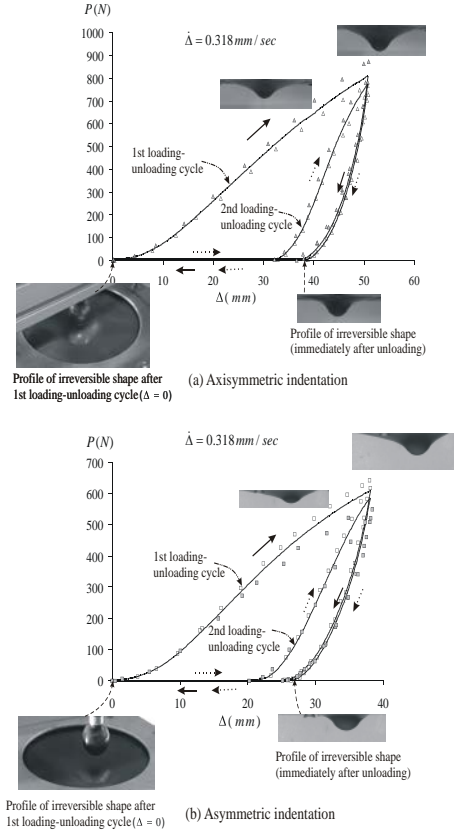 P(N)
Δ̇ = 0.318 mm / sec
1000
900
800
700
600
500
400
300
200
100
0
1st loading-
unloading cycle
2nd loading-
unloading cycle
0 10 20 30 40 50 60
Δ( mm)
Profile of irreversible shape
(immediately after unloading)
Profile of irreversible shape after
1st loading-unloading cycle(Δ = 0)
(a) Axisymmetric indentation
P(N)
Δ̇ = 0.318 mm / sec
700
600
500
400
300
200
100
0
1st loading-
unloading cycle
2nd loading-
unloading cycle
0 10 20 30 40
Δ( mm)
Profile of irreversible shape
(immediately after unloading)
Profile of irreversible shape after
1st loading-unloading cycle(Δ = 0)
(b) Asymmetric indentation